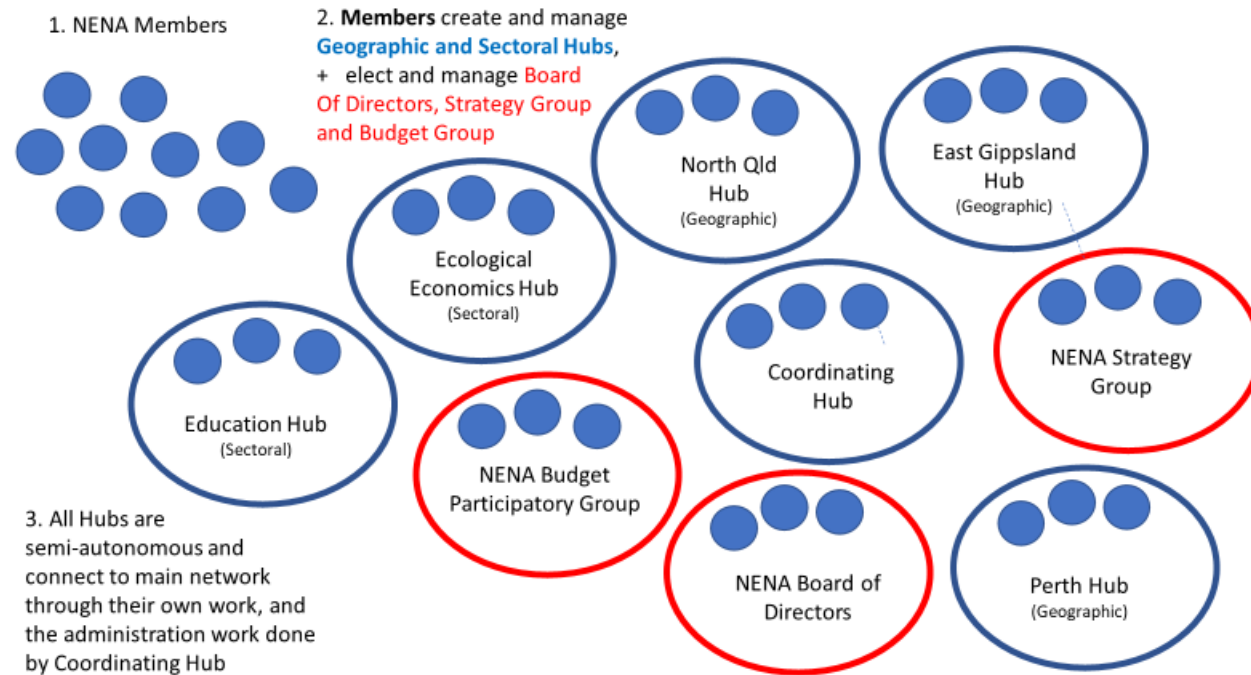 1. NENA Members
2. Members create and manage
Geographic and Sectoral Hubs,
+ elect and manage Board
Of Directors, Strategy Group
and Budget Group
North Qld
Hub
(Geographic)
East Gippsland
Hub
(Geographic)
Ecological
Economics Hub
(Sectoral)
Coordinating
Hub
NENA Strategy
Group
Education Hub
(Sectoral)
NENA Budget
Participatory Group
NENA Board of
Directors
Perth Hub
(Geographic)
3. All Hubs are
semi-autonomous and
connect to main network
through their own work, and
the administration work done
by Coordinating Hub